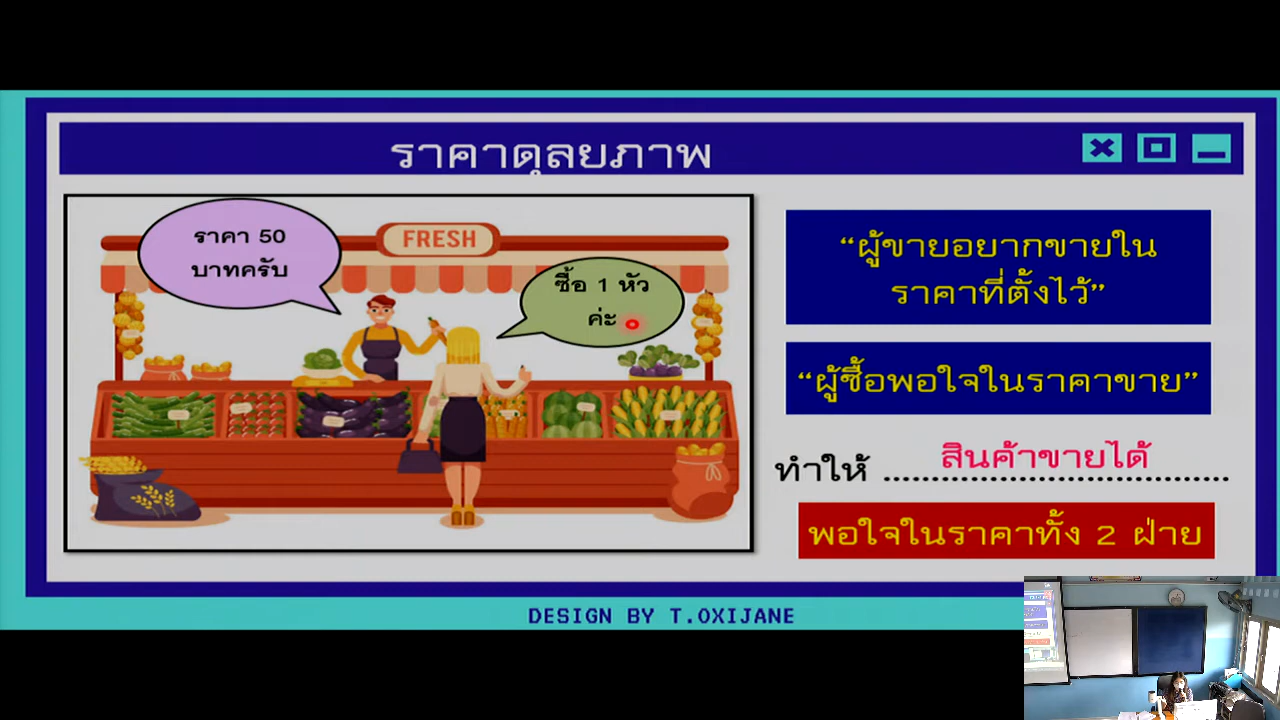 ราคาดุลยภาพ
ราคา 50
บาทครับ
FRESH
ซื้อ 1 หัว
ค่ะ
“ผู้ขายอยากขายใน
ราคาที่ตั้งไว้”
“ผู้ซื้อพอใจในราคาขาย”
ทำให้ สินค้าขายได้
พอใจในราคาทั้ง 2 ฝ่าย
DESIGN BY T.OXIJANE